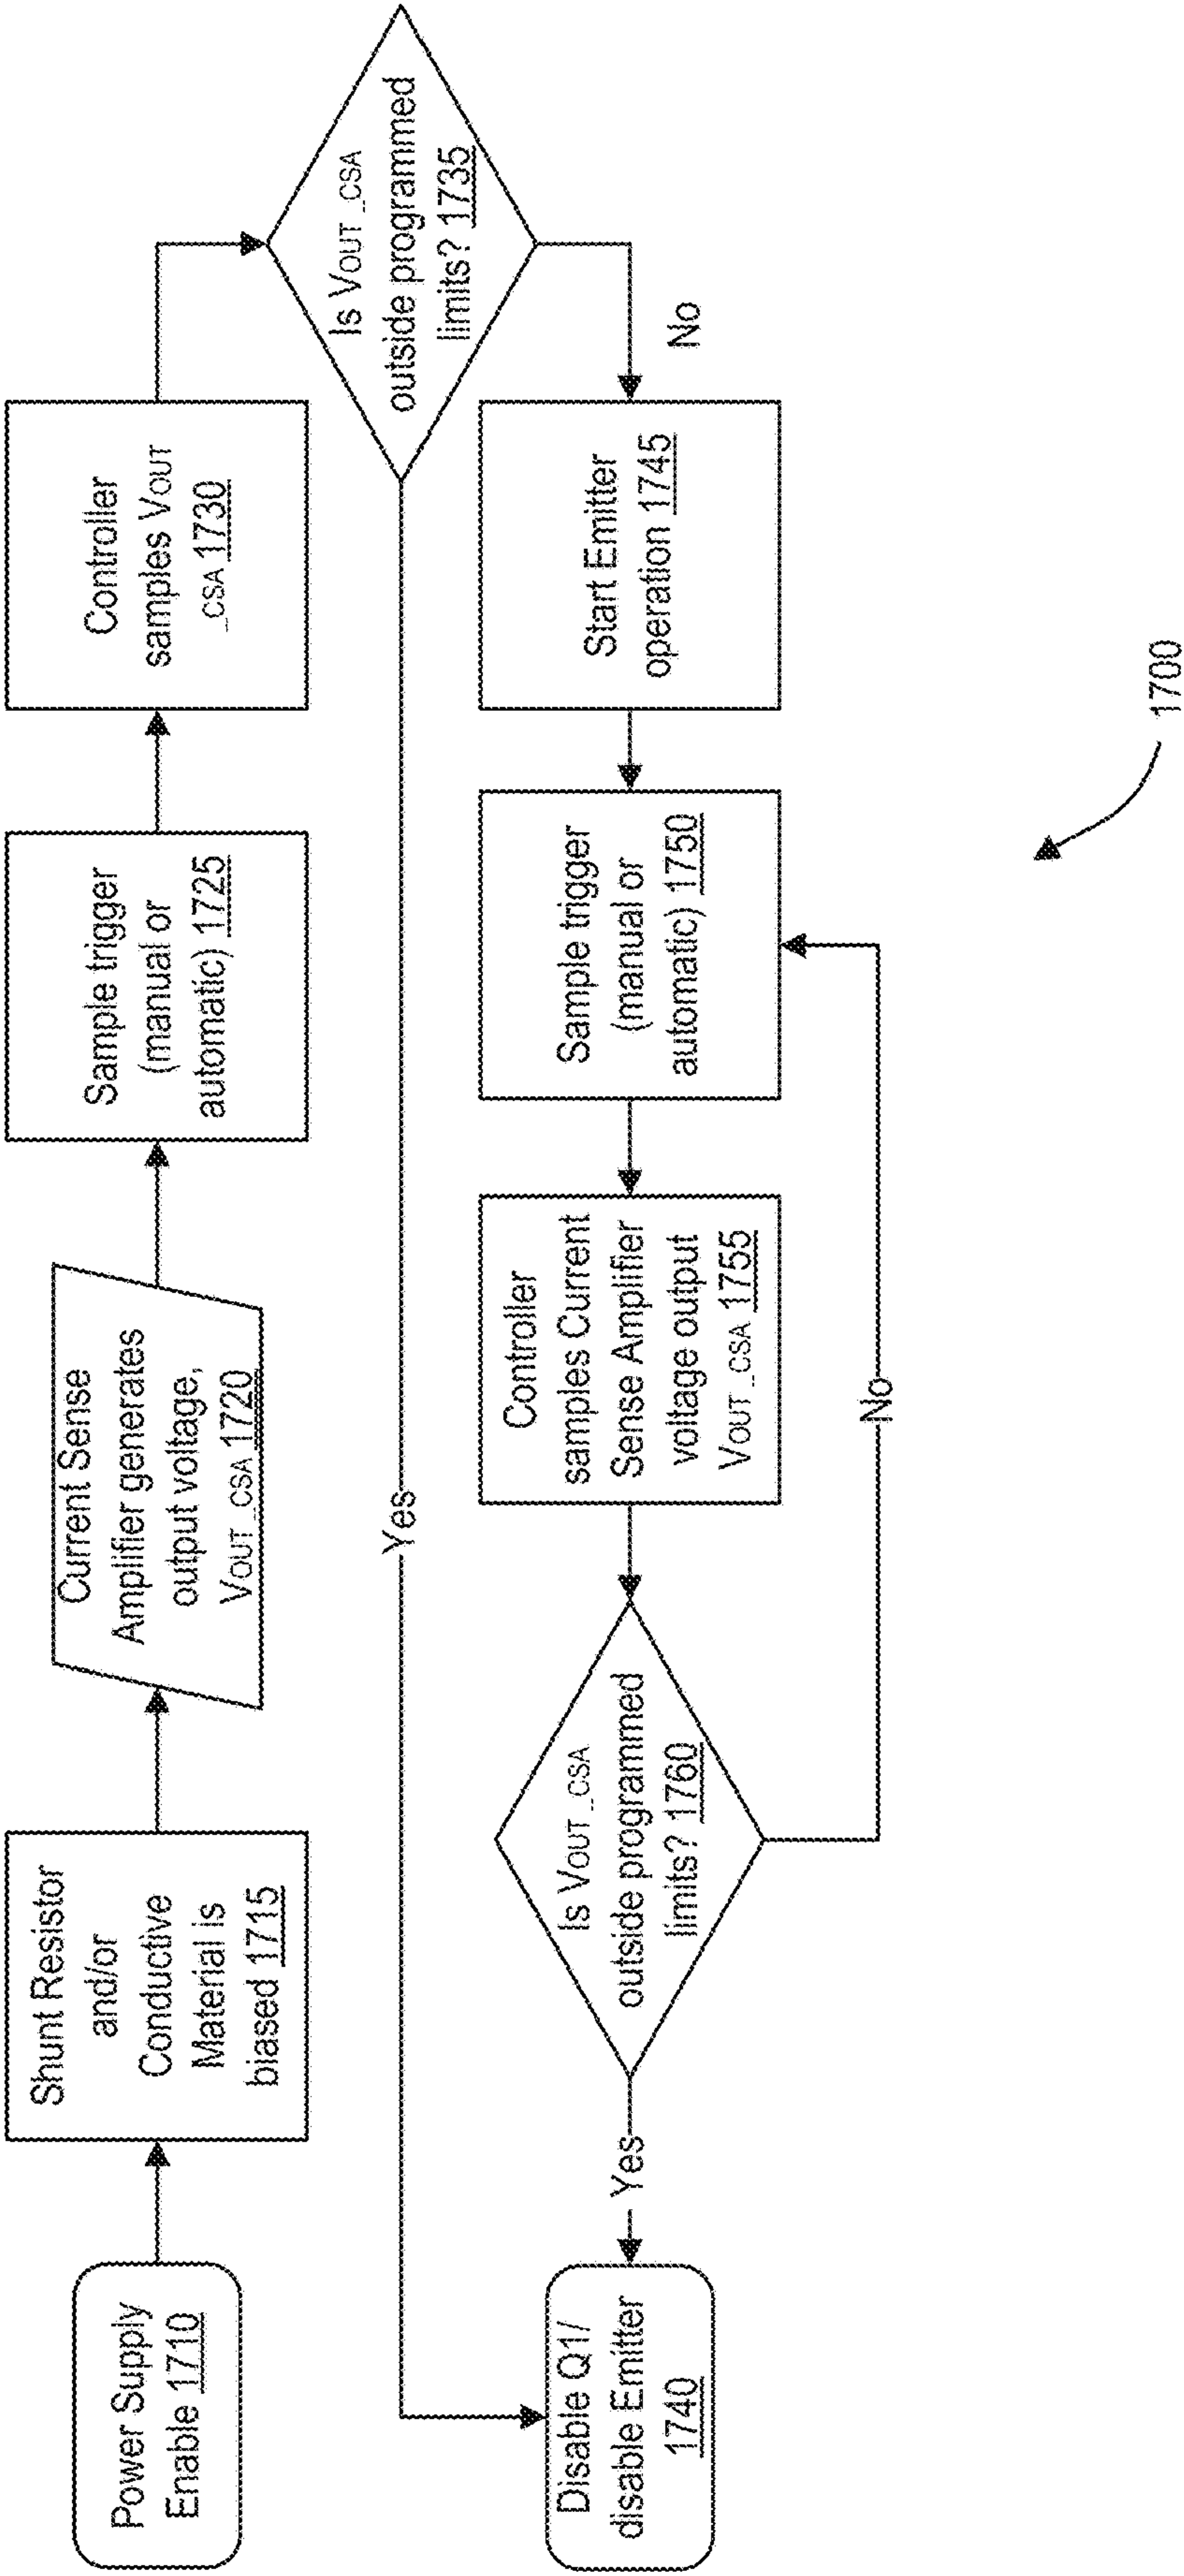 Power Supply
Enable 1710
Shunt Resistor
and/or
Conductive
Material is
biased 1715
Current Sense
Amplifier generates
output voltage,
VOUT_CSA 1720
Sample trigger
(manual or
automatic) 1725
Controller
samples VOUT
_CSA 1730
Is VOUT_CSA
outside programmed
limits? 1735
Yes
No
Start Emitter
operation 1745
Sample trigger
(manual or
automatic) 1750
Controller
samples Current
Sense Amplifier
voltage output
VOUT_CSA 1755
Is VOUT_CSA
outside programmed
limits? 1760
No
Yes
Disable Q1/
disable Emitter
1740
1700